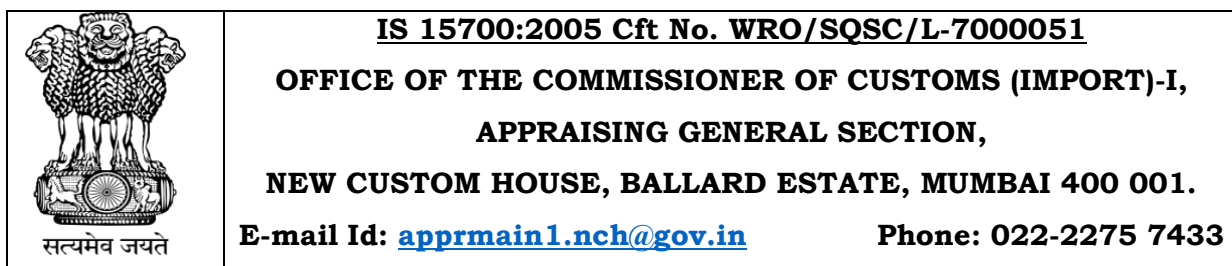 IS 15700:2005 Cft No. WRO/SQSC/L-7000051
OFFICE OF THE COMMISSIONER OF CUSTOMS (IMPORT)-I,
APPRAISING GENERAL SECTION,
NEW CUSTOM HOUSE, BALLARD ESTATE, MUMBAI 400 001.
E-mail Id: apprmain1.nch@gov.in Phone: 022-2275 7433
सत्यमेव जयते